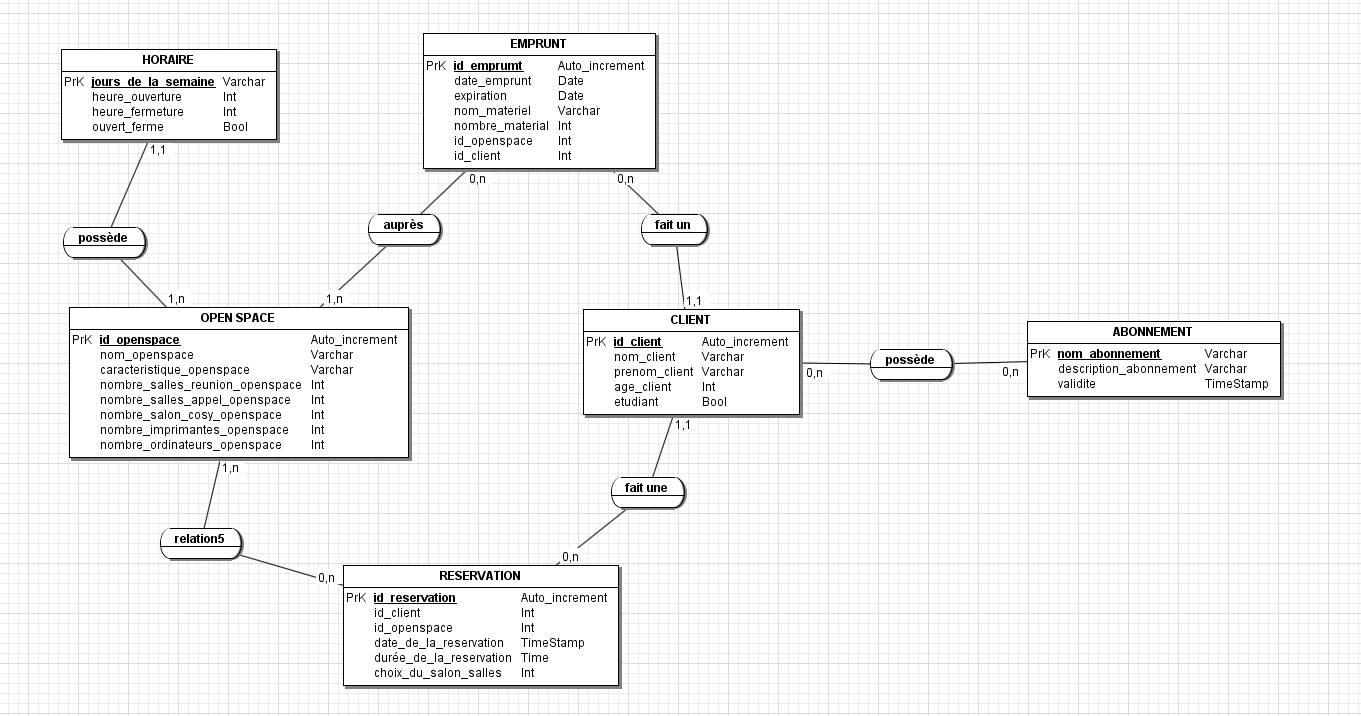 HORAIRE
PrK jours_de_la_semaine Varchar
heure_ouverture Int
heure_fermeture Int
ouvert_ferme Bool
1,1
possède
1,n
EMPRUNT
PrK id_emprumt Auto_increment
date_emprunt Date
expiration Date
nom_materiel Varchar
nombre_material Int
id_openspace Int
id_client Int
0,n
0,n
auprès
fait un
1,n
1,1
OPEN SPACE
PrK id_openspace Auto_increment
nom_openspace Varchar
caracteristique_openspace Varchar
nombre_salles_reunion_openspace Int
nombre_salles_appel_openspace Int
nombre_salon_cosy_openspace Int
nombre_imprimantes_openspace Int
nombre_ordinateurs_openspace Int
1,n
CLIENT
PrK id_client Auto_increment
nom_client Varchar
prenom_client Varchar
age_client Int
etudiant Bool
0,n
possède
0,n
ABONNEMENT
PrK nom_abonnement Varchar
description_abonnement Varchar
validite TimeStamp
1,1
fait une
0,n
relation5
0,n
RESERVATION
PrK id_reservation Auto_increment
id_client Int
id_openspace Int
date_de_la_reservation TimeStamp
durée_de_la_reservation Time
choix_du_salon_salles Int